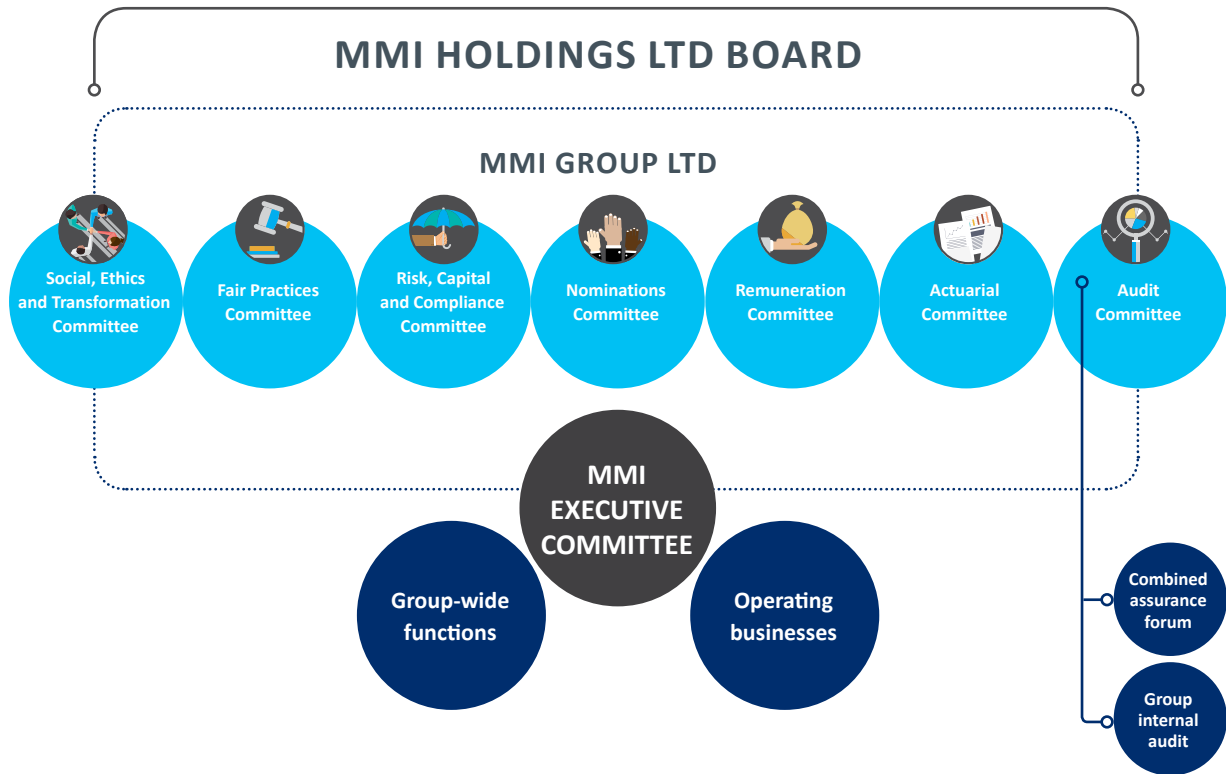 MMI HOLDINGS LTD BOARD
MMI GROUP LTD
Social, Ethics
and Transformation
Committee
Fair Practices
Committee
Risk, Capital
and Compliance
Committee
Nominations
Committee
Remuneration
Committee
Actuarial
Committee
Audit
Committee
MMI
EXECUTIVE
COMMITTEE
Group-wide
functions
Operating
businesses
Combined
assurance
forum
Group
internal
audit